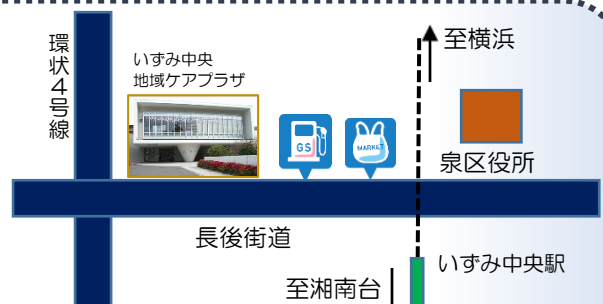 環状4号線
いずみ中央
地域ケアプラザ
GS
MARKET
至横浜
泉区役所
長後街道
いずみ中央駅
至湘南台